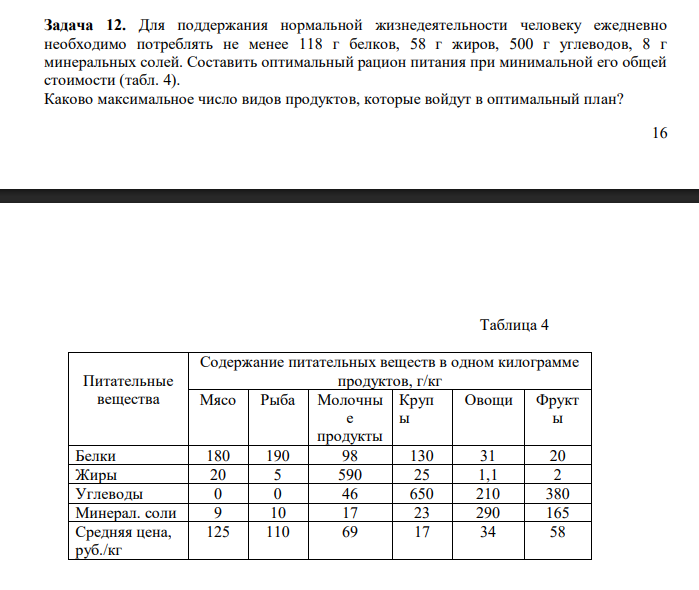 Задача 12. Для поддержания нормальной жизнедеятельности человеку ежедневно
необходимо потреблять не менее 118 г белков, 58 г жиров, 500 г углеводов, 8 г
минеральных солей. Составить оптимальный рацион питания при минимальной его общей
стоимости (табл. 4).
Каково максимальное число видов продуктов, которые войдут в оптимальный план?
16
Таблица 4
Питательные вещества
Содержание питательных веществ в одном килограмме
продуктов, г/кг
Мясо Рыба Молочны Круп Овощи Фрукт
е ы ы
продукты
Белки 180 190 98 130 31 20
Жиры 20 5 590 25 1,1 2
Углеводы 0 0 46 650 210 380
Минерал. соли 9 10 17 23 290 165
Средняя цена, 125 110 69 17 34 58
руб./кг